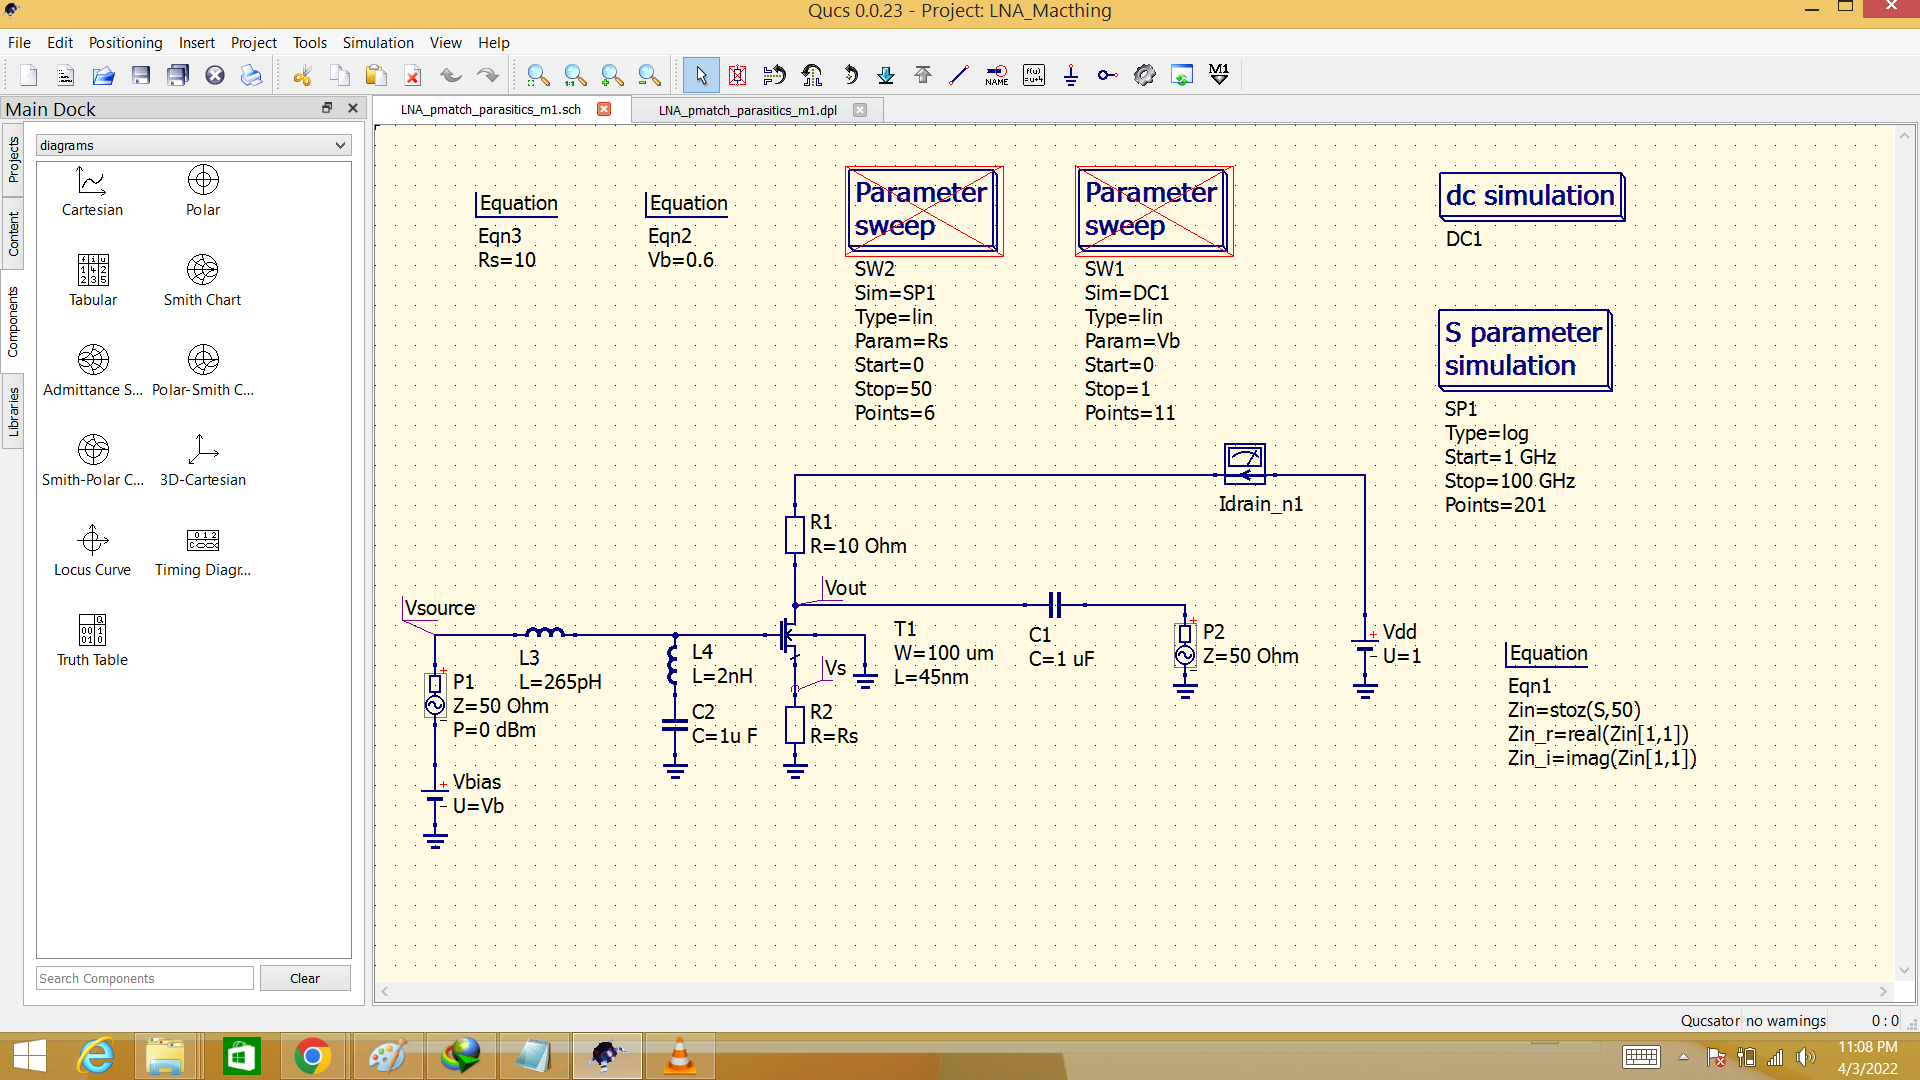 Qucs 0.0.23 - Project: LNA_Macthing
File Edit Positioning Insert Project Tools Simulation View Help
1:1
NAME
f(u)
=u+4
M1
Main Dock
LNA_pmatch_parasitics_m1.sch
LNA_pmatch_parasitics_m1.dpl
Projects
Content
Components
Libraries
diagrams
Cartesian
Polar
Tabular
Smith Chart
Admittance S...
Polar-Smith C...
Smith-Polar C...
3D-Cartesian
Locus Curve
Timing Diagr...
Truth Table
Search Components
Clear
Equation
Eqn3
Rs=10
Equation
Eqn2
Vb=0.6
Parameter
sweep
SW2
Sim=SP1
Type=lin
Param=Rs
Start=0
Stop=50
Points=6
Parameter
sweep
SW1
Sim=DC1
Type=lin
Param=Vb
Start=0
Stop=1
Points=11
dc simulation
DC1
S parameter
simulation
SP1
Type=log
Start=1 GHz
Stop=100 GHz
Points=201
Idrain_n1
R1
R=10 Ohm
Vout
Vsource
L3
L=265pH
P1
Z=50 Ohm
P=0 dBm
Vbias
U=Vb
L4
L=2nH
C2
C=1u F
Vs
R2
R=Rs
T1
W=100 um
L=45nm
C1
C=1 uF
P2
Z=50 Ohm
Vdd
U=1
Equation
Eqn1
Zin=stoz(S,50)
Zin_r=real(Zin[1,1])
Zin_i=imag(Zin[1,1])
Qucsator no warnings 0 : 0
11:08 PM
4/3/2022